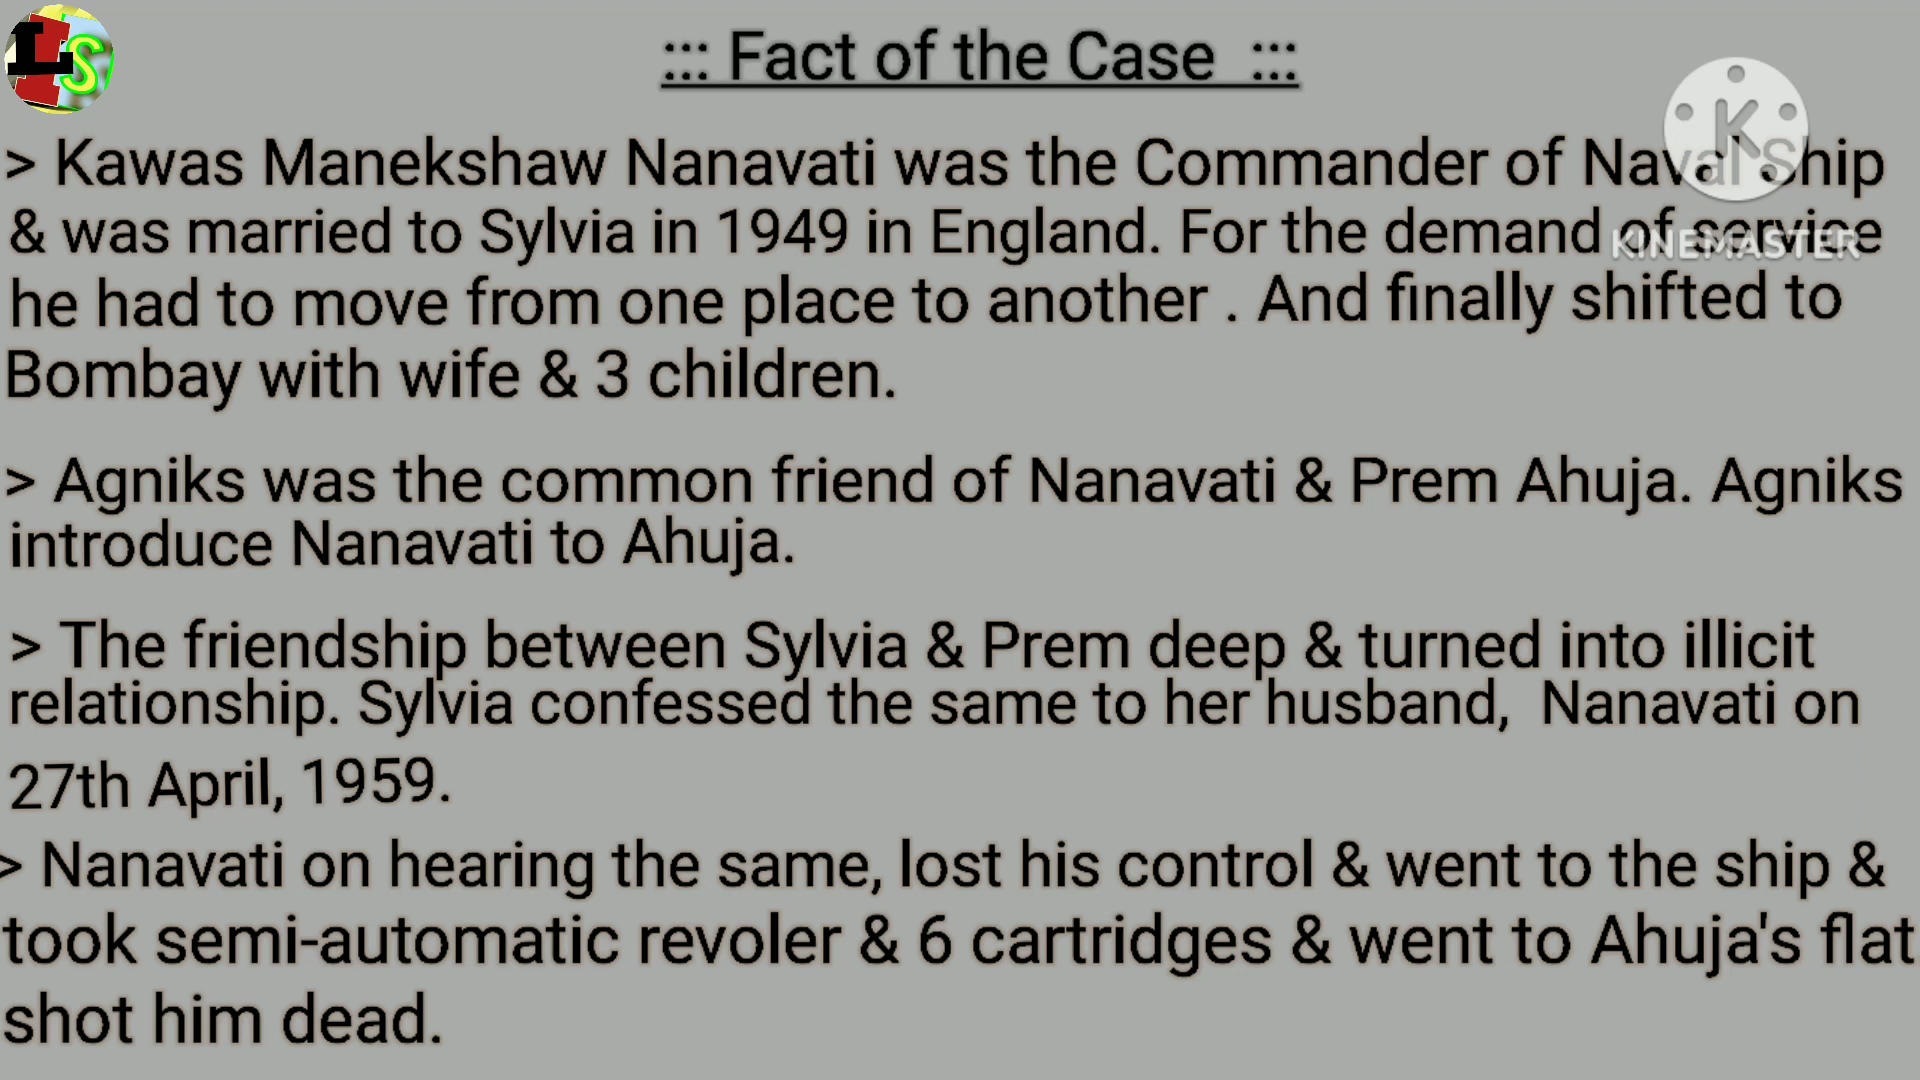 LS
::: Fact of the Case :::
K
KINEMASTER
> Kawas Manekshaw Nanavati was the Commander of Naval Ship
& was married to Sylvia in 1949 in England. For the demand of service
he had to move from one place to another . And finally shifted to
Bombay with wife & 3 children.
> Agniks was the common friend of Nanavati & Prem Ahuja. Agniks
introduce Nanavati to Ahuja.
> The friendship between Sylvia & Prem deep & turned into illicit
relationship. Sylvia confessed the same to her husband, Nanavati on
27th April, 1959.
> Nanavati on hearing the same, lost his control & went to the ship &
took semi-automatic revoler & 6 cartridges & went to Ahuja's flat
shot him dead.